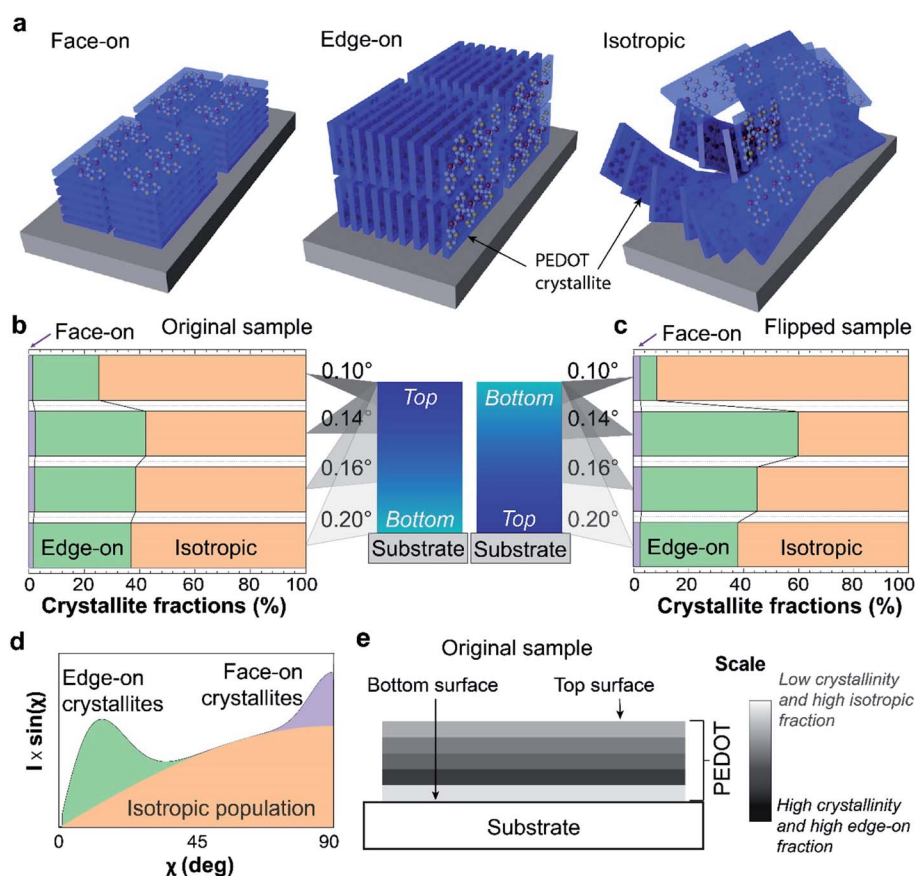 a
Face-on
Edge-on
Isotropic
PEDOT
crystallite
b
Face-on
Original sample
Edge-on
Isotropic
0
20
40
60
80
100
Crystallite fractions (%)
0.10°
0.14°
0.16°
0.20°
Top
Bottom
Substrate
Bottom
Top
Substrate
0.10°
0.14°
0.16°
0.20°
c
Face-on
Flipped sample
Edge-on
Isotropic
0
20
40
60
80
100
Crystallite fractions (%)
d
Edge-on
crystallites
Face-on
crystallites
Isotropic population
I x sin(χ)
0
45
90
χ (deg)
e
Original sample
Bottom surface
Top surface
PEDOT
Substrate
Scale
Low crystallinity
and high isotropic
fraction
High crystallinity
and high edge-on
fraction